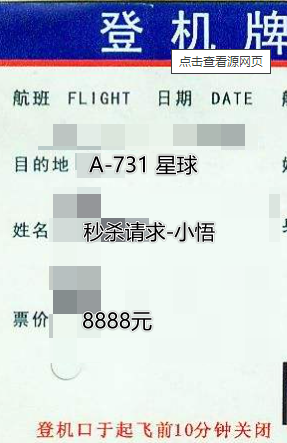 登机牌
点击查看源网页
航班 FLIGHT 日期 DATE
目的地 A-731 星球
姓名 秒杀请求-小悟
票价 8888元
登机口于起飞前10分钟关闭